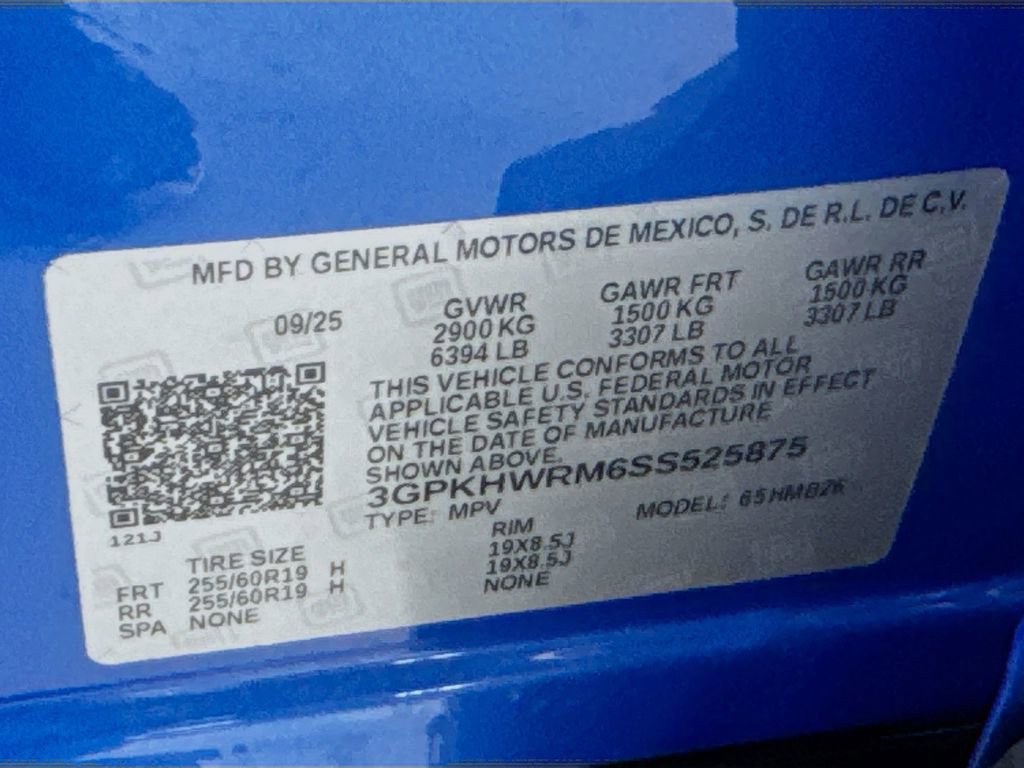 MFD BY GENERAL MOTORS DE MEXICO, S. DE R.L. DE C.V.
09/25 GVWR GAWR FRT GAWR RR
2900 KG 1500 KG 1500 KG
6394 LB 3307 LB 3307 LB
THIS VEHICLE CONFORMS TO ALL
APPLICABLE U.S. FEDERAL MOTOR
VEHICLE SAFETY STANDARDS IN EFFECT
ON THE DATE OF MANUFACTURE
SHOWN ABOVE.
3GPKHWRM6SS525875
TYPE: MPV MODEL:
121J
TIRE SIZE RIM
FRT 255/60R19 H 19X8.5J
RR 255/60R19 H 19X8.5J
SPA NONE NONE